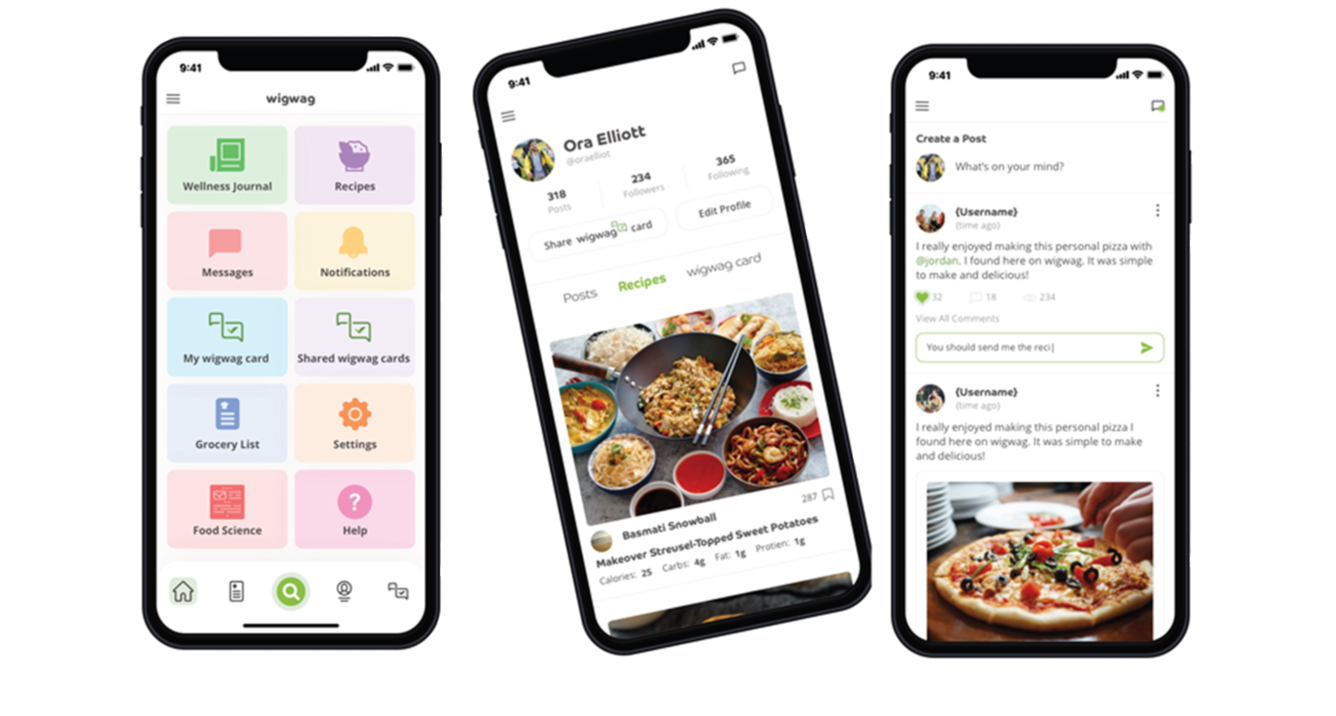 9:41
wigwag
Wellness Journal
Recipes
Messages
Notifications
My wigwag card
Shared wigwag cards
Grocery List
Settings
Food Science
Help
9:41
Ora Elliott
@oraelliot
318
Posts
234
Followers
365
Following
Share wigwag card
Edit Profile
Posts
Recipes
wigwag card
287
Basmati Snowball
Makeover Streusel-Topped Sweet Potatoes
Calories: 25 Carbs: 4g Fat: 1g Protien: 1g
9:41
Create a Post
What's on your mind?
{Username}
(time ago)
I really enjoyed making this personal pizza with
@jordan. I found here on wigwag. It was simple
to make and delicious!
32
18
234
View All Comments
You should send me the reci
{Username}
(time ago)
I really enjoyed making this personal pizza I
found here on wigwag. It was simple to make
and delicious!